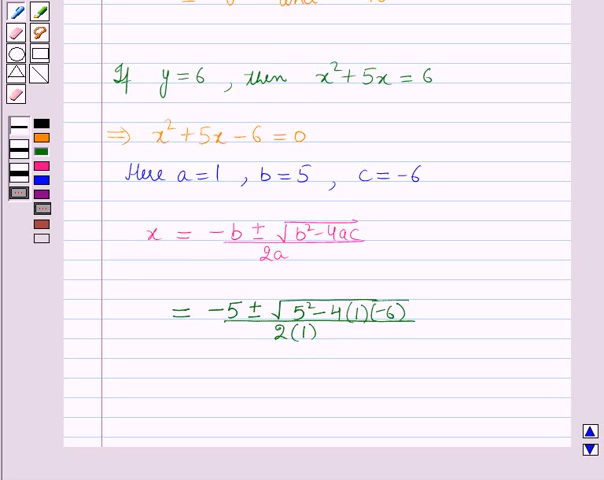 If y = 6 , then x² + 5x = 6
⇒ x² + 5x - 6 = 0
Here a = 1 , b = 5 , c = -6
x = -b ± √b² - 4ac / 2a
= -5 ± √5² - 4(1)(-6) / 2(1)